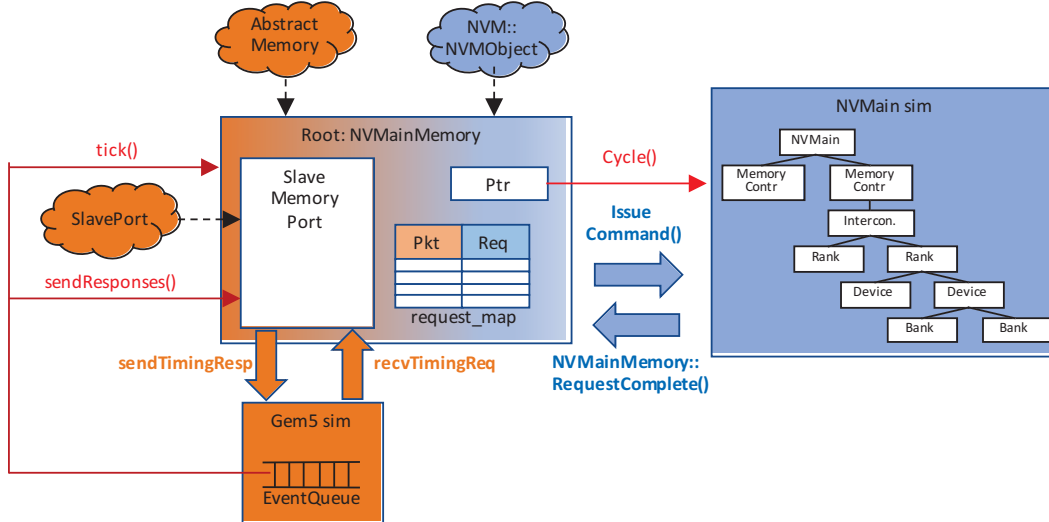 Abstract
Memory
NVM::
NVMObject
Root: NVMainMemory
NVMain sim
tick()
Slave
Memory
Port
Ptr
Cycle()
NVMain
Memory
Contr
Memory
Contr
SlavePort
Issue
Command()
Intercon.
Pkt
Req
Rank
Rank
sendResponses()
Device
Device
request_map
Bank
Bank
sendTimingResp
recvTimingReq
NVMainMemory::
RequestComplete()
Gem5 sim
EventQueue